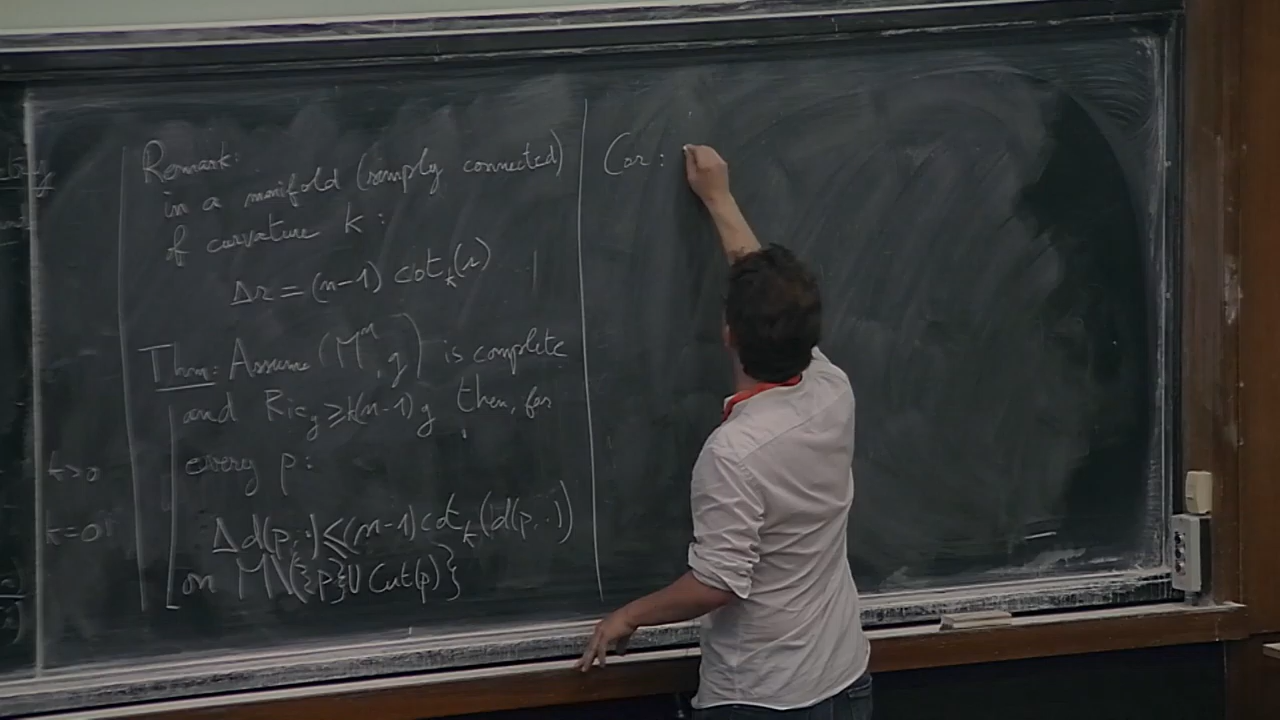 Remark:
in a manifold (simply connected)
of curvature k:
Δr = (n-1) cot_k(r)
Thm: Assume (M^n, g) is complete
and Ric_g ≥ k(n-1)g then, for
every p:
Δd(p,·) ≤ (n-1) cot_k(d(p,·))
on M\({p} ∪ Cut(p)}
k>0
k=0
Cor: